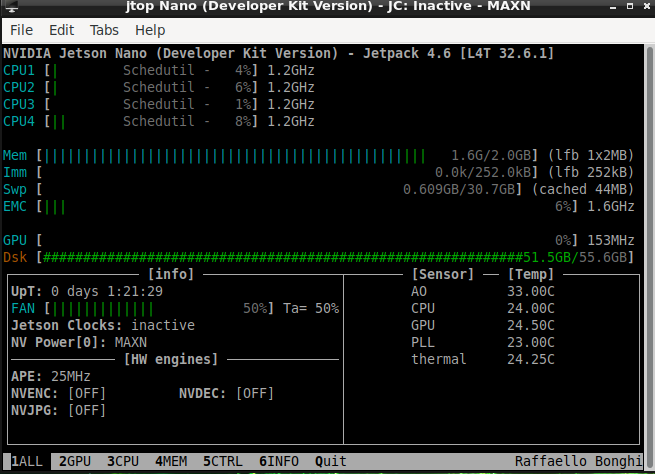 jtop Nano (Developer Kit Version) - JC: Inactive - MAXN
File Edit Tabs Help
NVIDIA Jetson Nano (Developer Kit Version) - Jetpack 4.6 [L4T 32.6.1]
CPU1 [| Schedutil - 4%] 1.2GHz
CPU2 [| Schedutil - 6%] 1.2GHz
CPU3 [ Schedutil - 1%] 1.2GHz
CPU4 [|| Schedutil - 8%] 1.2GHz
Mem [|||||||||||||||||||||||||||||||||||||||||||||||| 1.6G/2.0GB] (lfb 1x2MB)
Imm [ 0.0k/252.0kB] (lfb 252kB)
Swp [ 0.609GB/30.7GB] (cached 44MB)
EMC [||| 6%] 1.6GHz
GPU [ 0%] 153MHz
Dsk [############################################################51.5GB/55.6GB]
[info] [Sensor] [Temp]
UpT: 0 days 1:21:29 AO 33.00C
FAN [||||||||||||| 50%] Ta= 50% CPU 24.00C
Jetson Clocks: inactive GPU 24.50C
NV Power[0]: MAXN PLL 23.00C
[HW engines] thermal 24.25C
APE: 25MHz
NVENC: [OFF] NVDEC: [OFF]
NVJPG: [OFF]
1ALL 2GPU 3CPU 4MEM 5CTRL 6INFO Quit Raffaello Bonghi